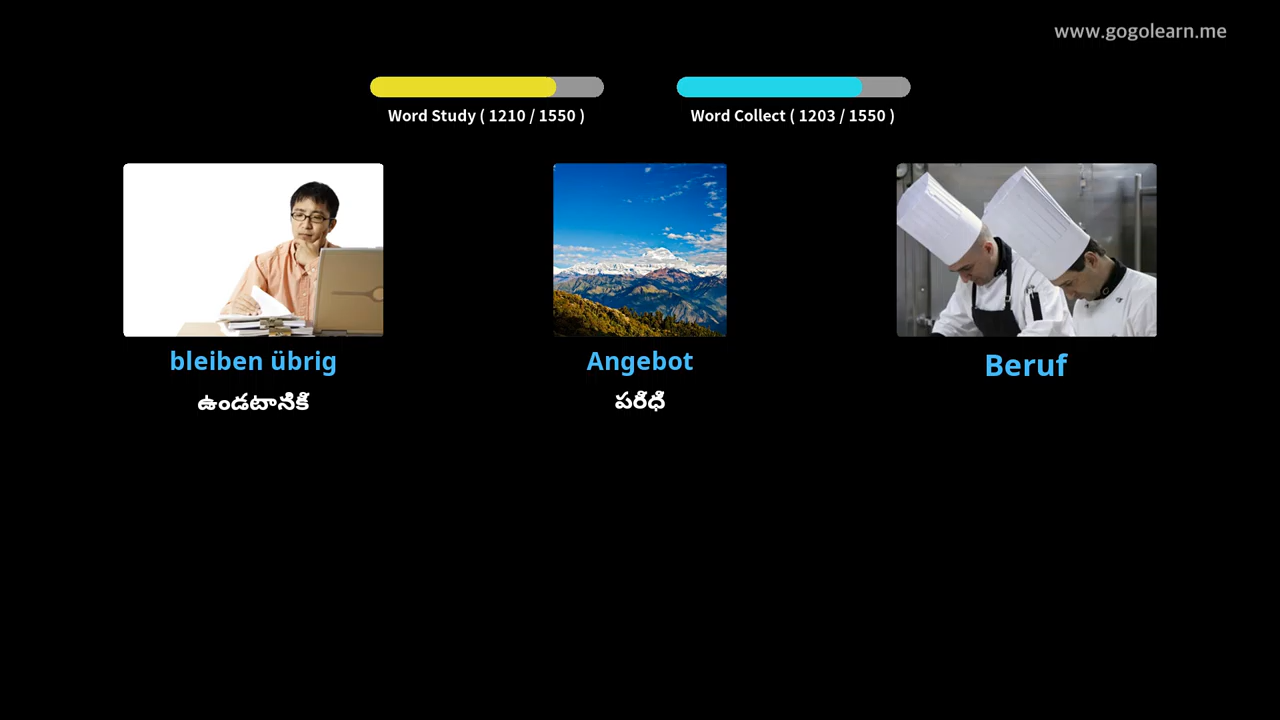 www.gogolearn.me
Word Study ( 1210 / 1550 )
Word Collect ( 1203 / 1550 )
bleiben übrig
Angebot
Beruf
ఉండటానికి
పరిధి